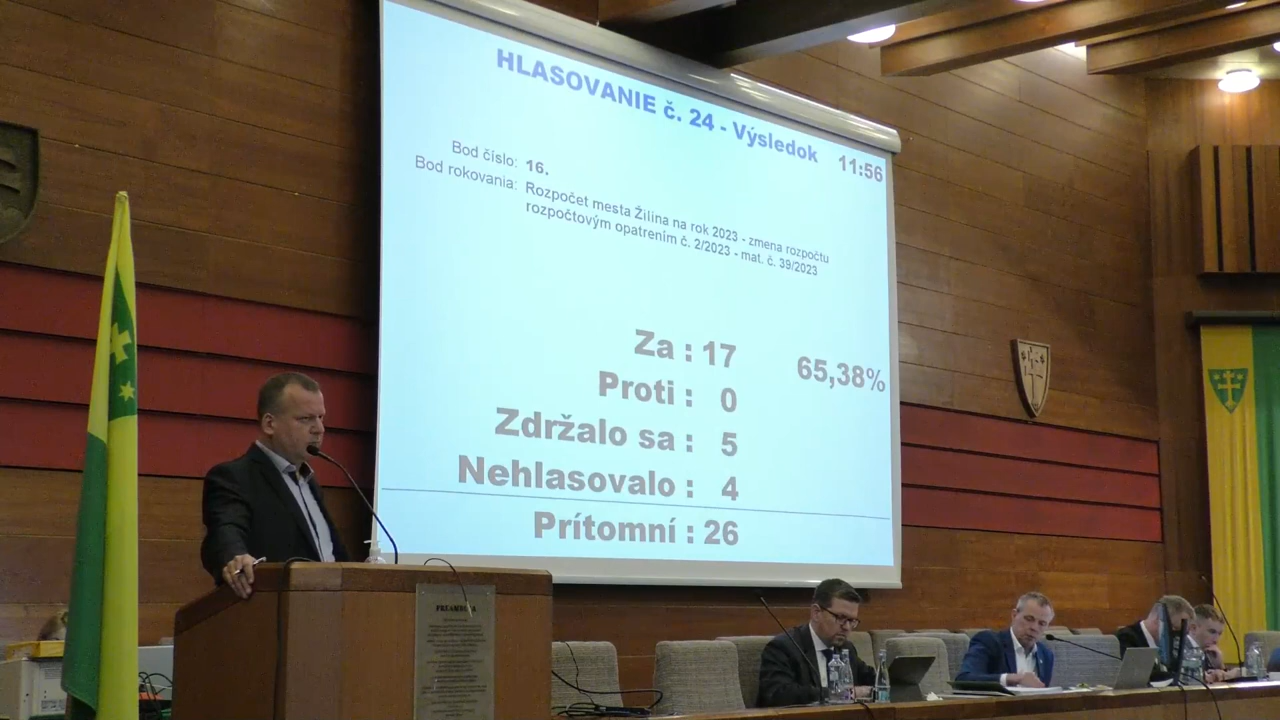 HLASOVANIE č. 24 - Výsledok 11:56
Bod číslo: 16.
Bod rokovania: Rozpočet mesta Žilina na rok 2023 - zmena rozpočtu
rozpočtovým opatrením č. 2/2023 - mat. č. 39/2023
Za : 17 65,38%
Proti : 0
Zdržalo sa : 5
Nehlasovalo : 4
Prítomní : 26
PREAMBULA